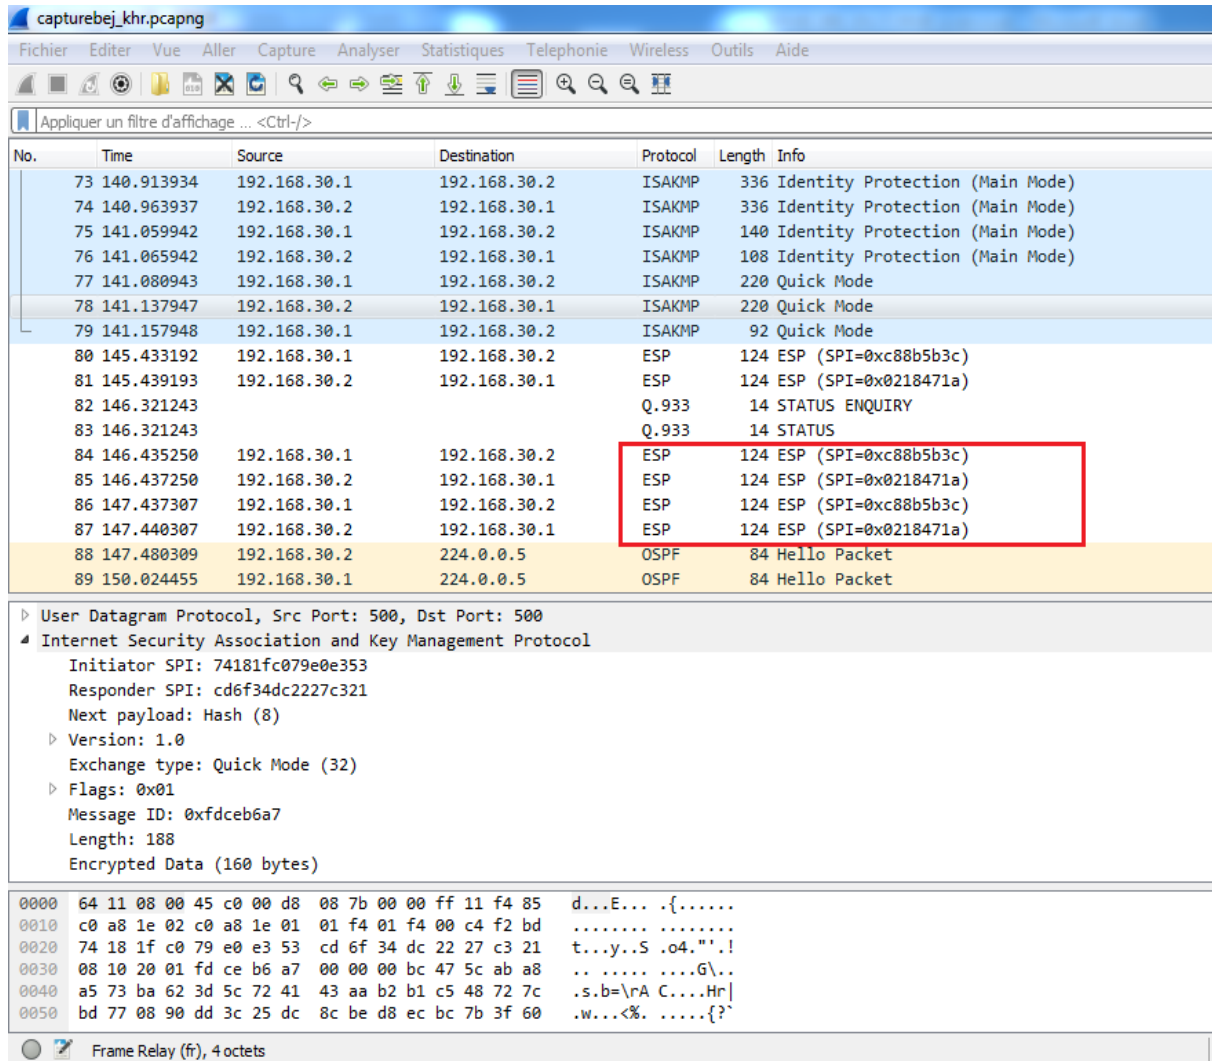 capturebej_khr.pcapng
Fichier Editer Vue Aller Capture Analyser Statistiques Telephonie Wireless Outils Aide
Appliquer un filtre d'affichage ... <Ctrl-/>
No. Time Source Destination Protocol Length Info
73 140.913934 192.168.30.1 192.168.30.2 ISAKMP 336 Identity Protection (Main Mode)
74 140.963937 192.168.30.2 192.168.30.1 ISAKMP 336 Identity Protection (Main Mode)
75 141.059942 192.168.30.1 192.168.30.2 ISAKMP 140 Identity Protection (Main Mode)
76 141.065942 192.168.30.2 192.168.30.1 ISAKMP 108 Identity Protection (Main Mode)
77 141.080943 192.168.30.1 192.168.30.2 ISAKMP 220 Quick Mode
78 141.137947 192.168.30.2 192.168.30.1 ISAKMP 220 Quick Mode
79 141.157948 192.168.30.1 192.168.30.2 ISAKMP 92 Quick Mode
80 145.433192 192.168.30.1 192.168.30.2 ESP 124 ESP (SPI=0xc88b5b3c)
81 145.439193 192.168.30.2 192.168.30.1 ESP 124 ESP (SPI=0x0218471a)
82 146.321243 Q.933 14 STATUS ENQUIRY
83 146.321243 Q.933 14 STATUS
84 146.435250 192.168.30.1 192.168.30.2 ESP 124 ESP (SPI=0xc88b5b3c)
85 146.437250 192.168.30.2 192.168.30.1 ESP 124 ESP (SPI=0x0218471a)
86 147.437307 192.168.30.1 192.168.30.2 ESP 124 ESP (SPI=0xc88b5b3c)
87 147.440307 192.168.30.2 192.168.30.1 ESP 124 ESP (SPI=0x0218471a)
88 147.480309 192.168.30.2 224.0.0.5 OSPF 84 Hello Packet
89 150.024455 192.168.30.1 224.0.0.5 OSPF 84 Hello Packet
User Datagram Protocol, Src Port: 500, Dst Port: 500
Internet Security Association and Key Management Protocol
Initiator SPI: 74181fc079e0e353
Responder SPI: cd6f34dc2227c321
Next payload: Hash (8)
Version: 1.0
Exchange type: Quick Mode (32)
Flags: 0x01
Message ID: 0xfdceb6a7
Length: 188
Encrypted Data (160 bytes)
0000 64 11 08 00 45 c0 00 d8 08 7b 00 00 ff 11 f4 85 d...E... .{......
0010 c0 a8 1e 02 c0 a8 1e 01 01 f4 01 f4 00 c4 f2 bd ........ ........
0020 74 18 1f c0 79 e0 e3 53 cd 6f 34 dc 22 27 c3 21 t...y..S .o4."'.!
0030 08 10 20 01 fd ce b6 a7 00 00 00 bc 47 5c ab a8 .. ..... ....G\..
0040 a5 73 ba 62 3d 5c 72 41 43 aa b2 b1 c5 48 72 7c .s.b=\rA C....Hr|
0050 bd 77 08 90 dd 3c 25 dc 8c be d8 ec bc 7b 3f 60 .w...<%. .....{?`
Frame Relay (fr), 4 octets